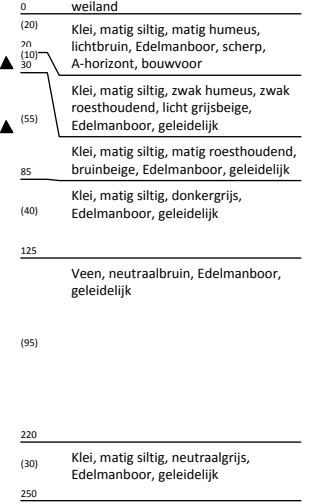 0 weiland
(20) Klei, matig siltig, matig humeus,
lichtbruin, Edelmanboor, scherp,
A-horizont, bouwvoor
20
(10)
30
Klei, matig siltig, zwak humeus, zwak
roesthoudend, licht grijsbeige,
Edelmanboor, geleidelijk
(55)
Klei, matig siltig, matig roesthoudend,
bruinbeige, Edelmanboor, geleidelijk
85
Klei, matig siltig, donkergrijs,
Edelmanboor, geleidelijk
(40)
125
Veen, neutraalbruin, Edelmanboor,
geleidelijk
(95)
220
(30) Klei, matig siltig, neutraalgrijs,
Edelmanboor, geleidelijk
250